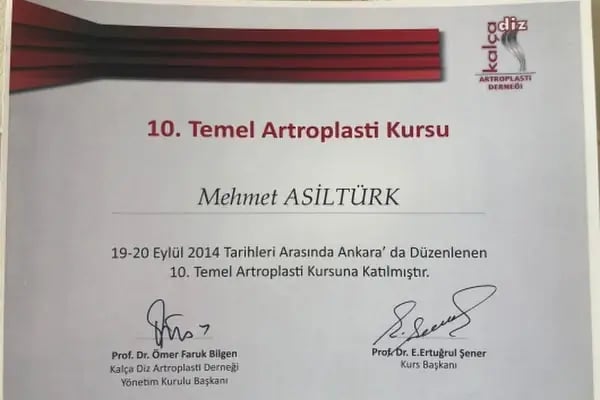 kalça
diz
ARTROPLASTİ
DERNEĞİ
10. Temel Artroplasti Kursu
Mehmet ASİLTÜRK
19-20 Eylül 2014 Tarihleri Arasında Ankara' da Düzenlenen
10. Temel Artroplasti Kursuna Katılmıştır.
Prof. Dr. Ömer Faruk Bilgen
Kalça Diz Artroplasti Derneği
Yönetim Kurulu Başkanı
Prof. Dr. E.Ertuğrul Şener
Kurs Başkanı